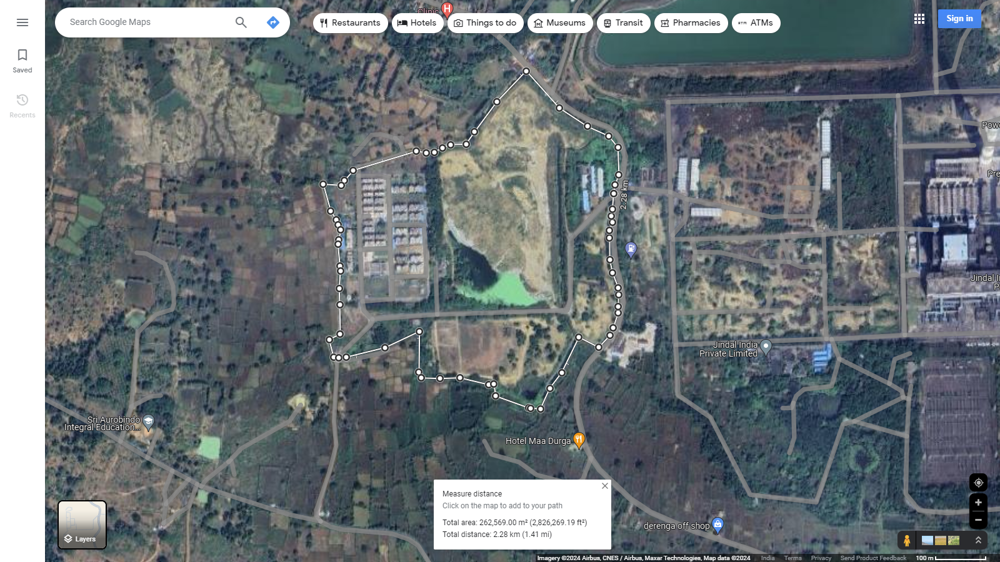 Search Google Maps
Clinic
Restaurants
Hotels
Things to do
Museums
Transit
Pharmacies
ATMs
Sign in
Saved
Recents
2.28 km
Jindal India
Private Limited
Sri Aurobindo
Integral Education...
Hotel Maa Durga
derenga off shop
Measure distance
Click on the map to add to your path
Total area: 262,569.00 m² (2,826,269.19 ft²)
Total distance: 2.28 km (1.41 mi)
Layers
Imagery ©2024 Airbus, CNES / Airbus, Maxar Technologies, Map data ©2024
India
Terms
Privacy
Send Product Feedback
100 m